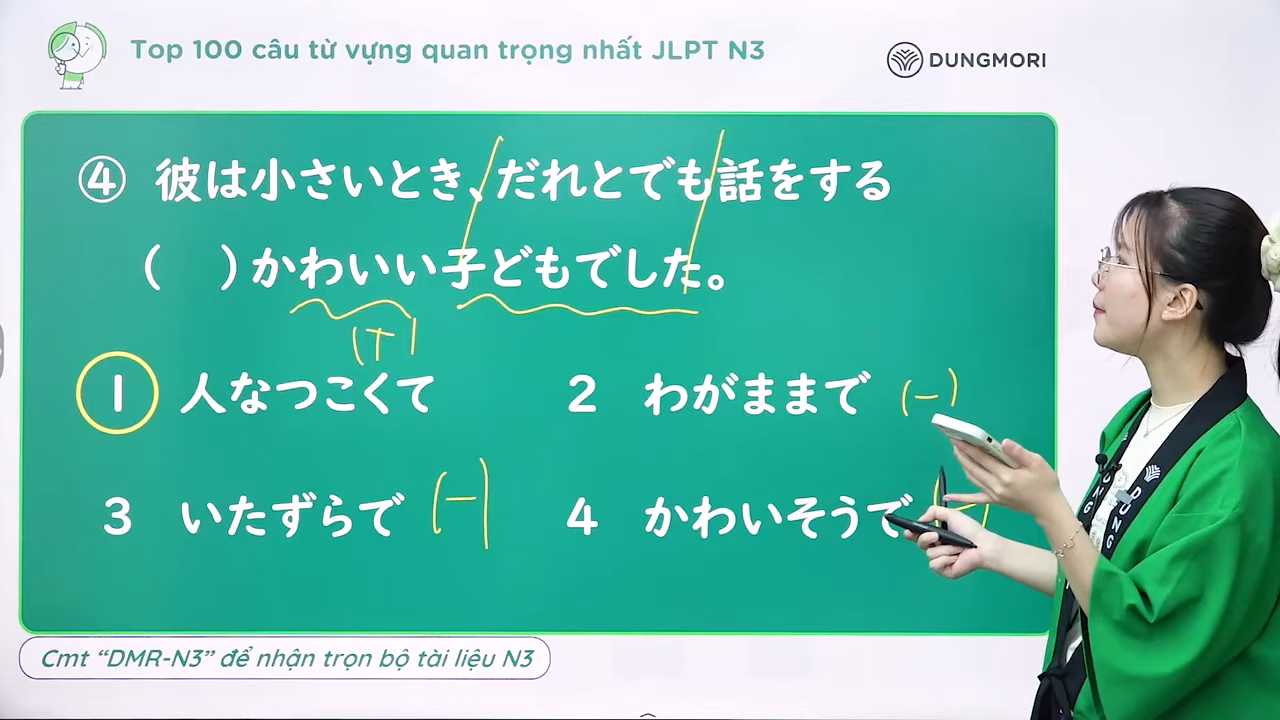 Top 100 câu từ vựng quan trọng nhất JLPT N3
DUNGMORI
④ 彼は小さいとき、だれとでも話をする
(　)かわいい子どもでした。
(+)
1 人なつこくて
2 わがままで (-)
3 いたずらで (-)
4 かわいそうで
Cmt “DMR-N3” để nhận trọn bộ tài liệu N3